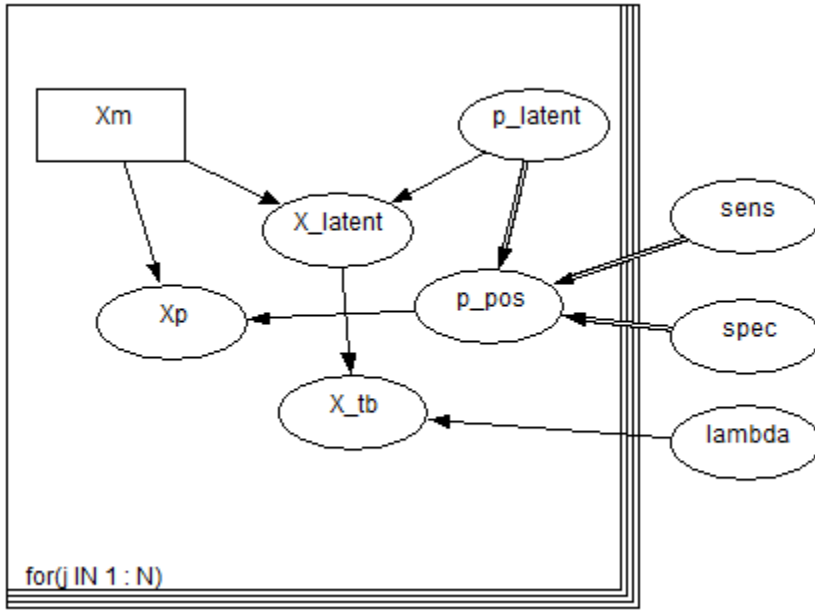 Xm
p_latent
X_latent
sens
Xp
p_pos
spec
X_tb
lambda
for(j IN 1 : N)